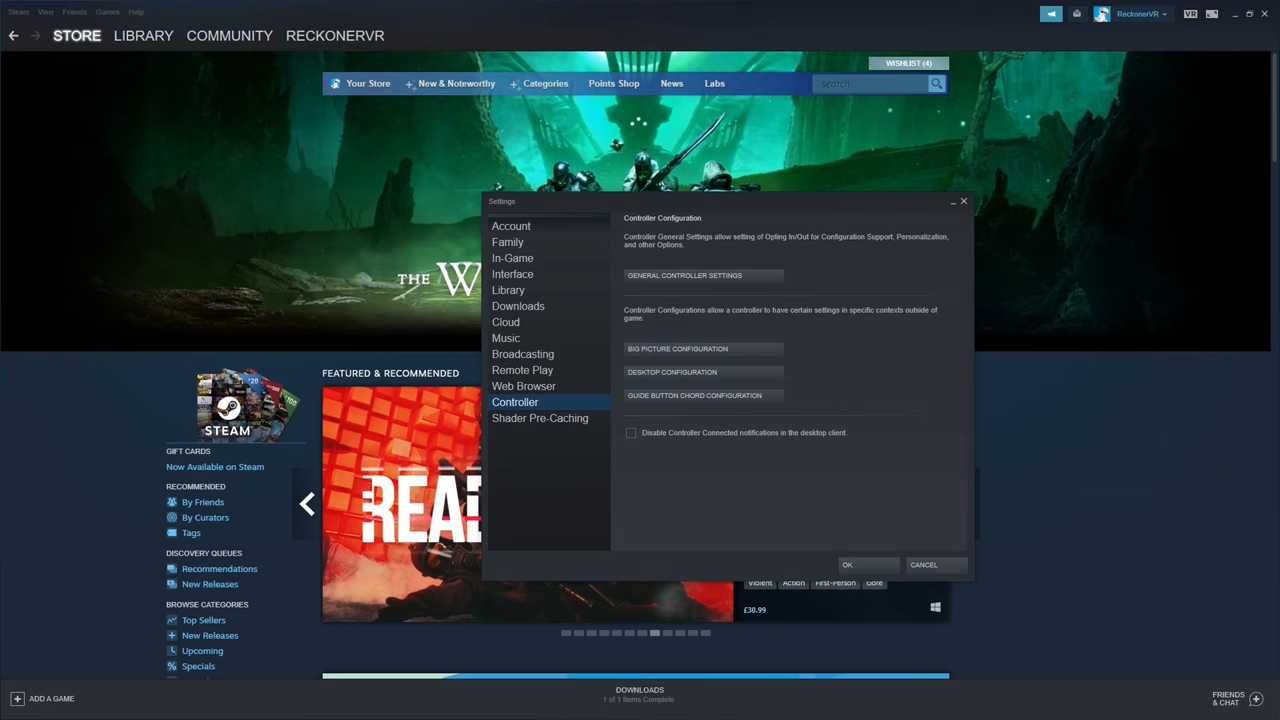 Steam View Friends Games Help
ReckonerVR
VR
STORE LIBRARY COMMUNITY RECKONERVR
WISHLIST (4)
Your Store New & Noteworthy Categories Points Shop News Labs search
THE W
Settings
Account
Family
In-Game
Interface
Library
Downloads
Cloud
Music
Broadcasting
Remote Play
Web Browser
Controller
Shader Pre-Caching
Controller Configuration
Controller General Settings allow setting of Opting In/Out for Configuration Support, Personalization,
and other Options.
GENERAL CONTROLLER SETTINGS
Controller Configurations allow a controller to have certain settings in specific contexts outside of
game.
BIG PICTURE CONFIGURATION
DESKTOP CONFIGURATION
GUIDE BUTTON CHORD CONFIGURATION
Disable Controller Connected notifications in the desktop client.
OK CANCEL
FEATURED & RECOMMENDED
STEAM
GIFT CARDS
Now Available on Steam
RECOMMENDED
By Friends
By Curators
Tags
DISCOVERY QUEUES
Recommendations
New Releases
BROWSE CATEGORIES
Top Sellers
New Releases
Upcoming
Specials
READ
Violent Action First-Person Gore
£30.99
ADD A GAME
DOWNLOADS
1 of 1 Items Complete
FRIENDS
& CHAT